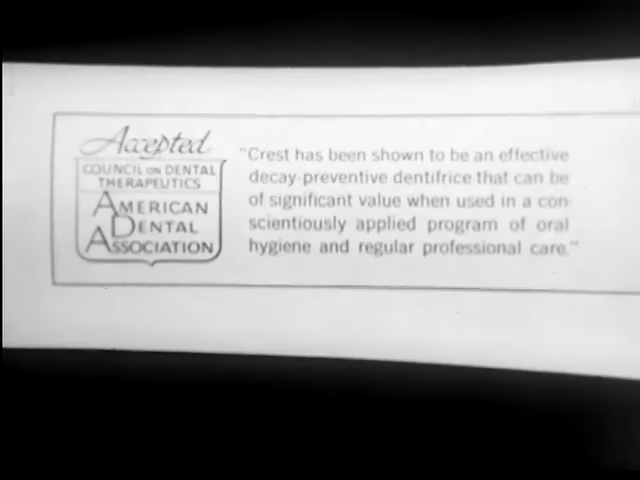 Accepted
COUNCIL ON DENTAL
THERAPEUTICS
AMERICAN
DENTAL
ASSOCIATION
"Crest has been shown to be an effective
decay-preventive dentifrice that can be
of significant value when used in a con-
scientiously applied program of oral
hygiene and regular professional care."